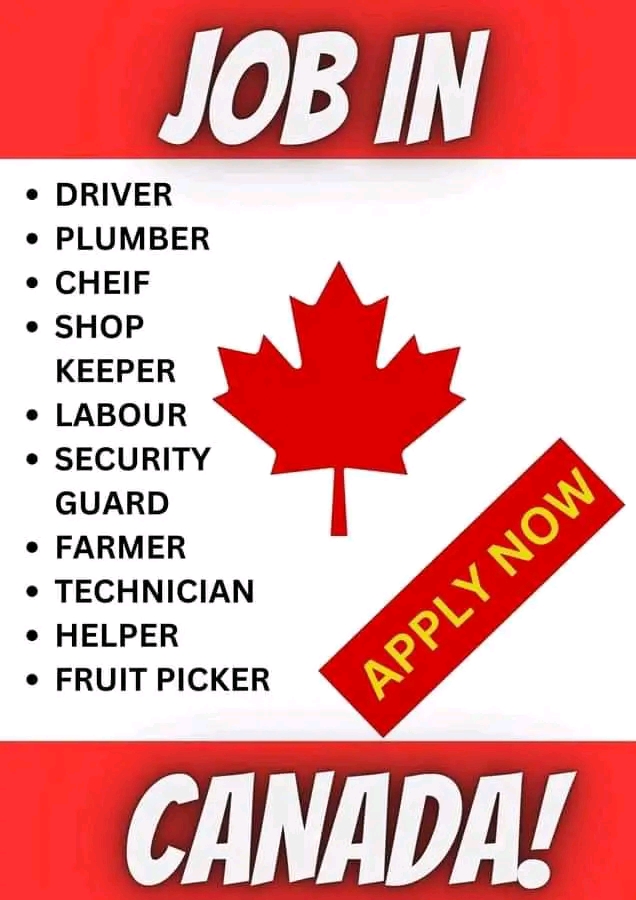 JOB IN
• DRIVER
• PLUMBER
• CHEIF
• SHOP
KEEPER
• LABOUR
• SECURITY
GUARD
• FARMER
• TECHNICIAN
• HELPER
• FRUIT PICKER
APPLY NOW
CANADA!